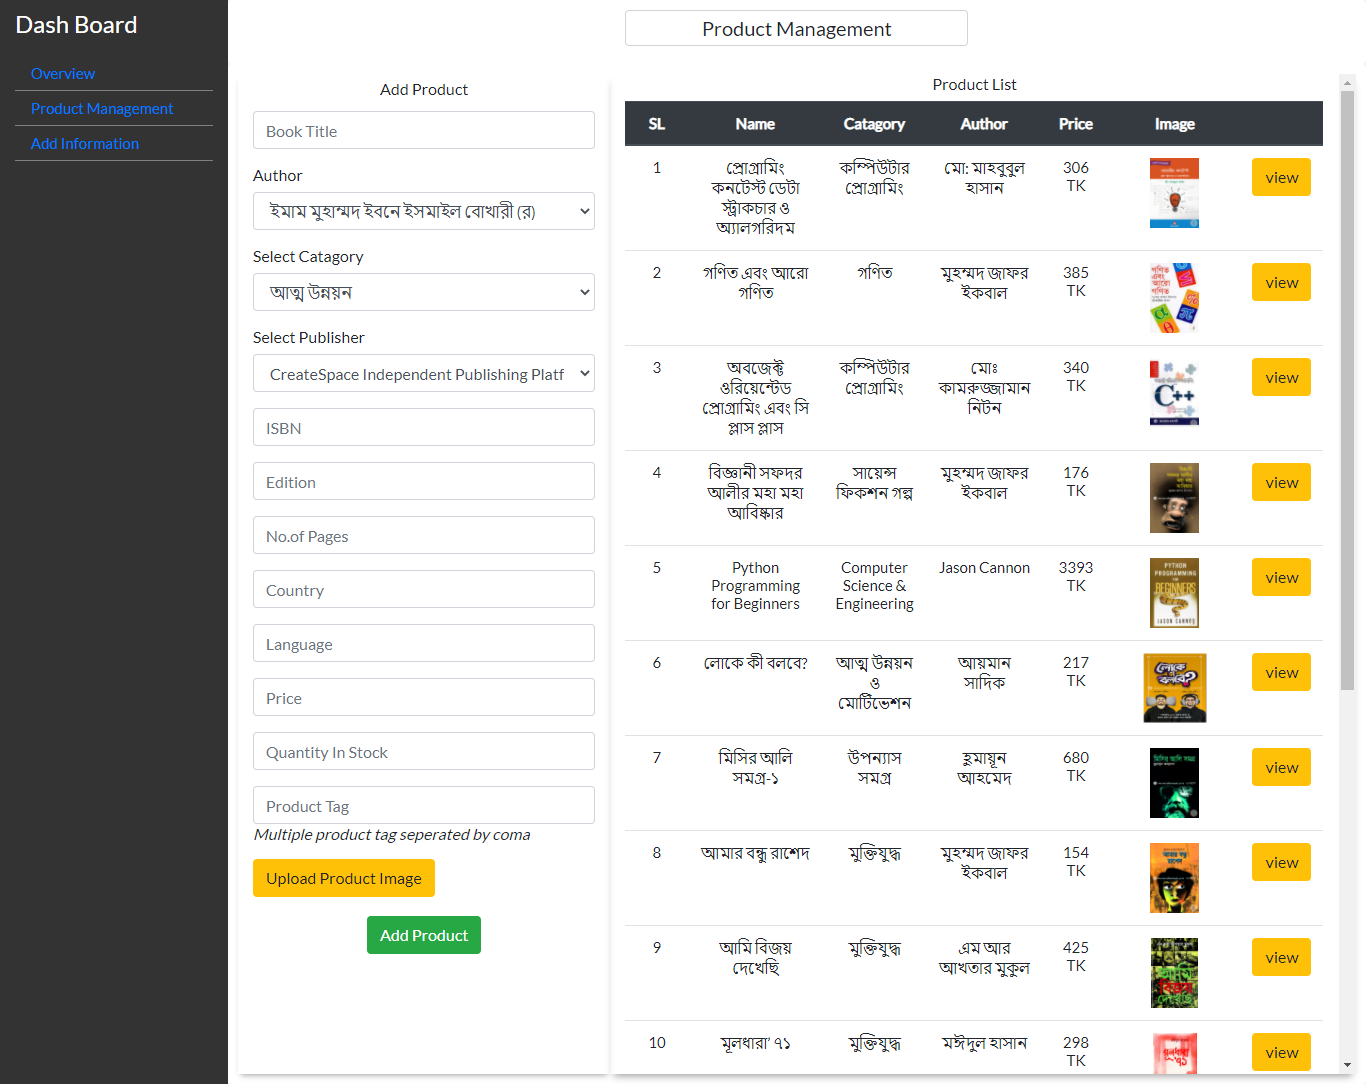 Dash Board
Overview
Product Management
Add Information
Product Management
Add Product
Book Title
Author
ইমাম মুহাম্মদ ইবনে ইসমাইল বোখারী (র)
Select Catagory
আত্ম উন্নয়ন
Select Publisher
CreateSpace Independent Publishing Platf
ISBN
Edition
No.of Pages
Country
Language
Price
Quantity In Stock
Product Tag
Multiple product tag seperated by coma
Upload Product Image
Add Product
Product List
SL Name Catagory Author Price Image
1 প্রোগ্রামিং কম্পিউটার মো: মাহবুবুল 306 view
কনটেস্ট ডেটা প্রোগ্রামিং হাসান TK
স্ট্রাকচার ও
অ্যালগরিদম
2 গণিত এবং আরো গণিত মুহম্মদ জাফর 385 view
গণিত ইকবাল TK
গণিত
এবং
আরো
গণিত
3 অবজেক্ট কম্পিউটার মোঃ 340 view
ওরিয়েন্টেড প্রোগ্রামিং কামরুজ্জামান TK
প্রোগ্রামিং এবং সি নিটন
প্লাস প্লাস
C++
4 বিজ্ঞানী সফদর সায়েন্স মুহম্মদ জাফর 176 view
আলীর মহা মহা ফিকশন গল্প ইকবাল TK
আবিষ্কার
5 Python Computer Jason Cannon 3393 view
Programming Science & TK
for Beginners Engineering
PYTHON
PROGRAMMING
FOR
BEGINNERS
JASON CANNON
6 লোকে কী বলবে? আত্ম উন্নয়ন আয়মান 217 view
ও সাদিক TK
মোটিভেশন
লোকে
কী
বলবে?
7 মিসির আলি উপন্যাস হুমায়ূন 680 view
সমগ্র-১ সমগ্র আহমেদ TK
মিসির আলি সমগ্র
8 আমার বন্ধু রাশেদ মুক্তিযুদ্ধ মুহম্মদ জাফর 154 view
ইকবাল TK
আমার বন্ধু
রাশেদ
9 আমি বিজয় মুক্তিযুদ্ধ এম আর 425 view
দেখেছি আখতার মুকুল TK
আমি
বিজয়
দেখেছি
10 মূলধারা’ ৭১ মুক্তিযুদ্ধ মঈদুল হাসান 298 view
TK
মূলধারা
'৭১